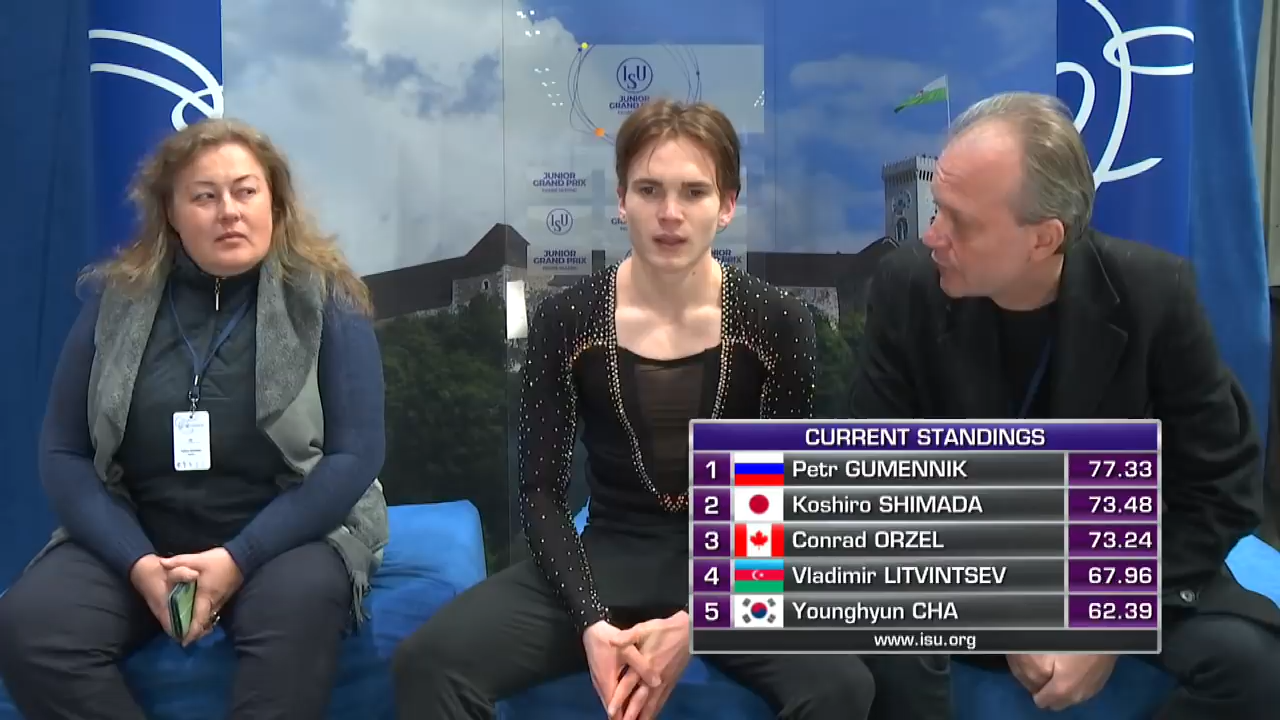 ISU
JUNIOR
GRAND
JUNIOR
GRAND PRIX
ISU
JUNIOR
GRAND PRIX
CURRENT STANDINGS
1 Petr GUMENNIK 77.33
2 Koshiro SHIMADA 73.48
3 Conrad ORZEL 73.24
4 Vladimir LITVINTSEV 67.96
5 Younghyun CHA 62.39
www.isu.org